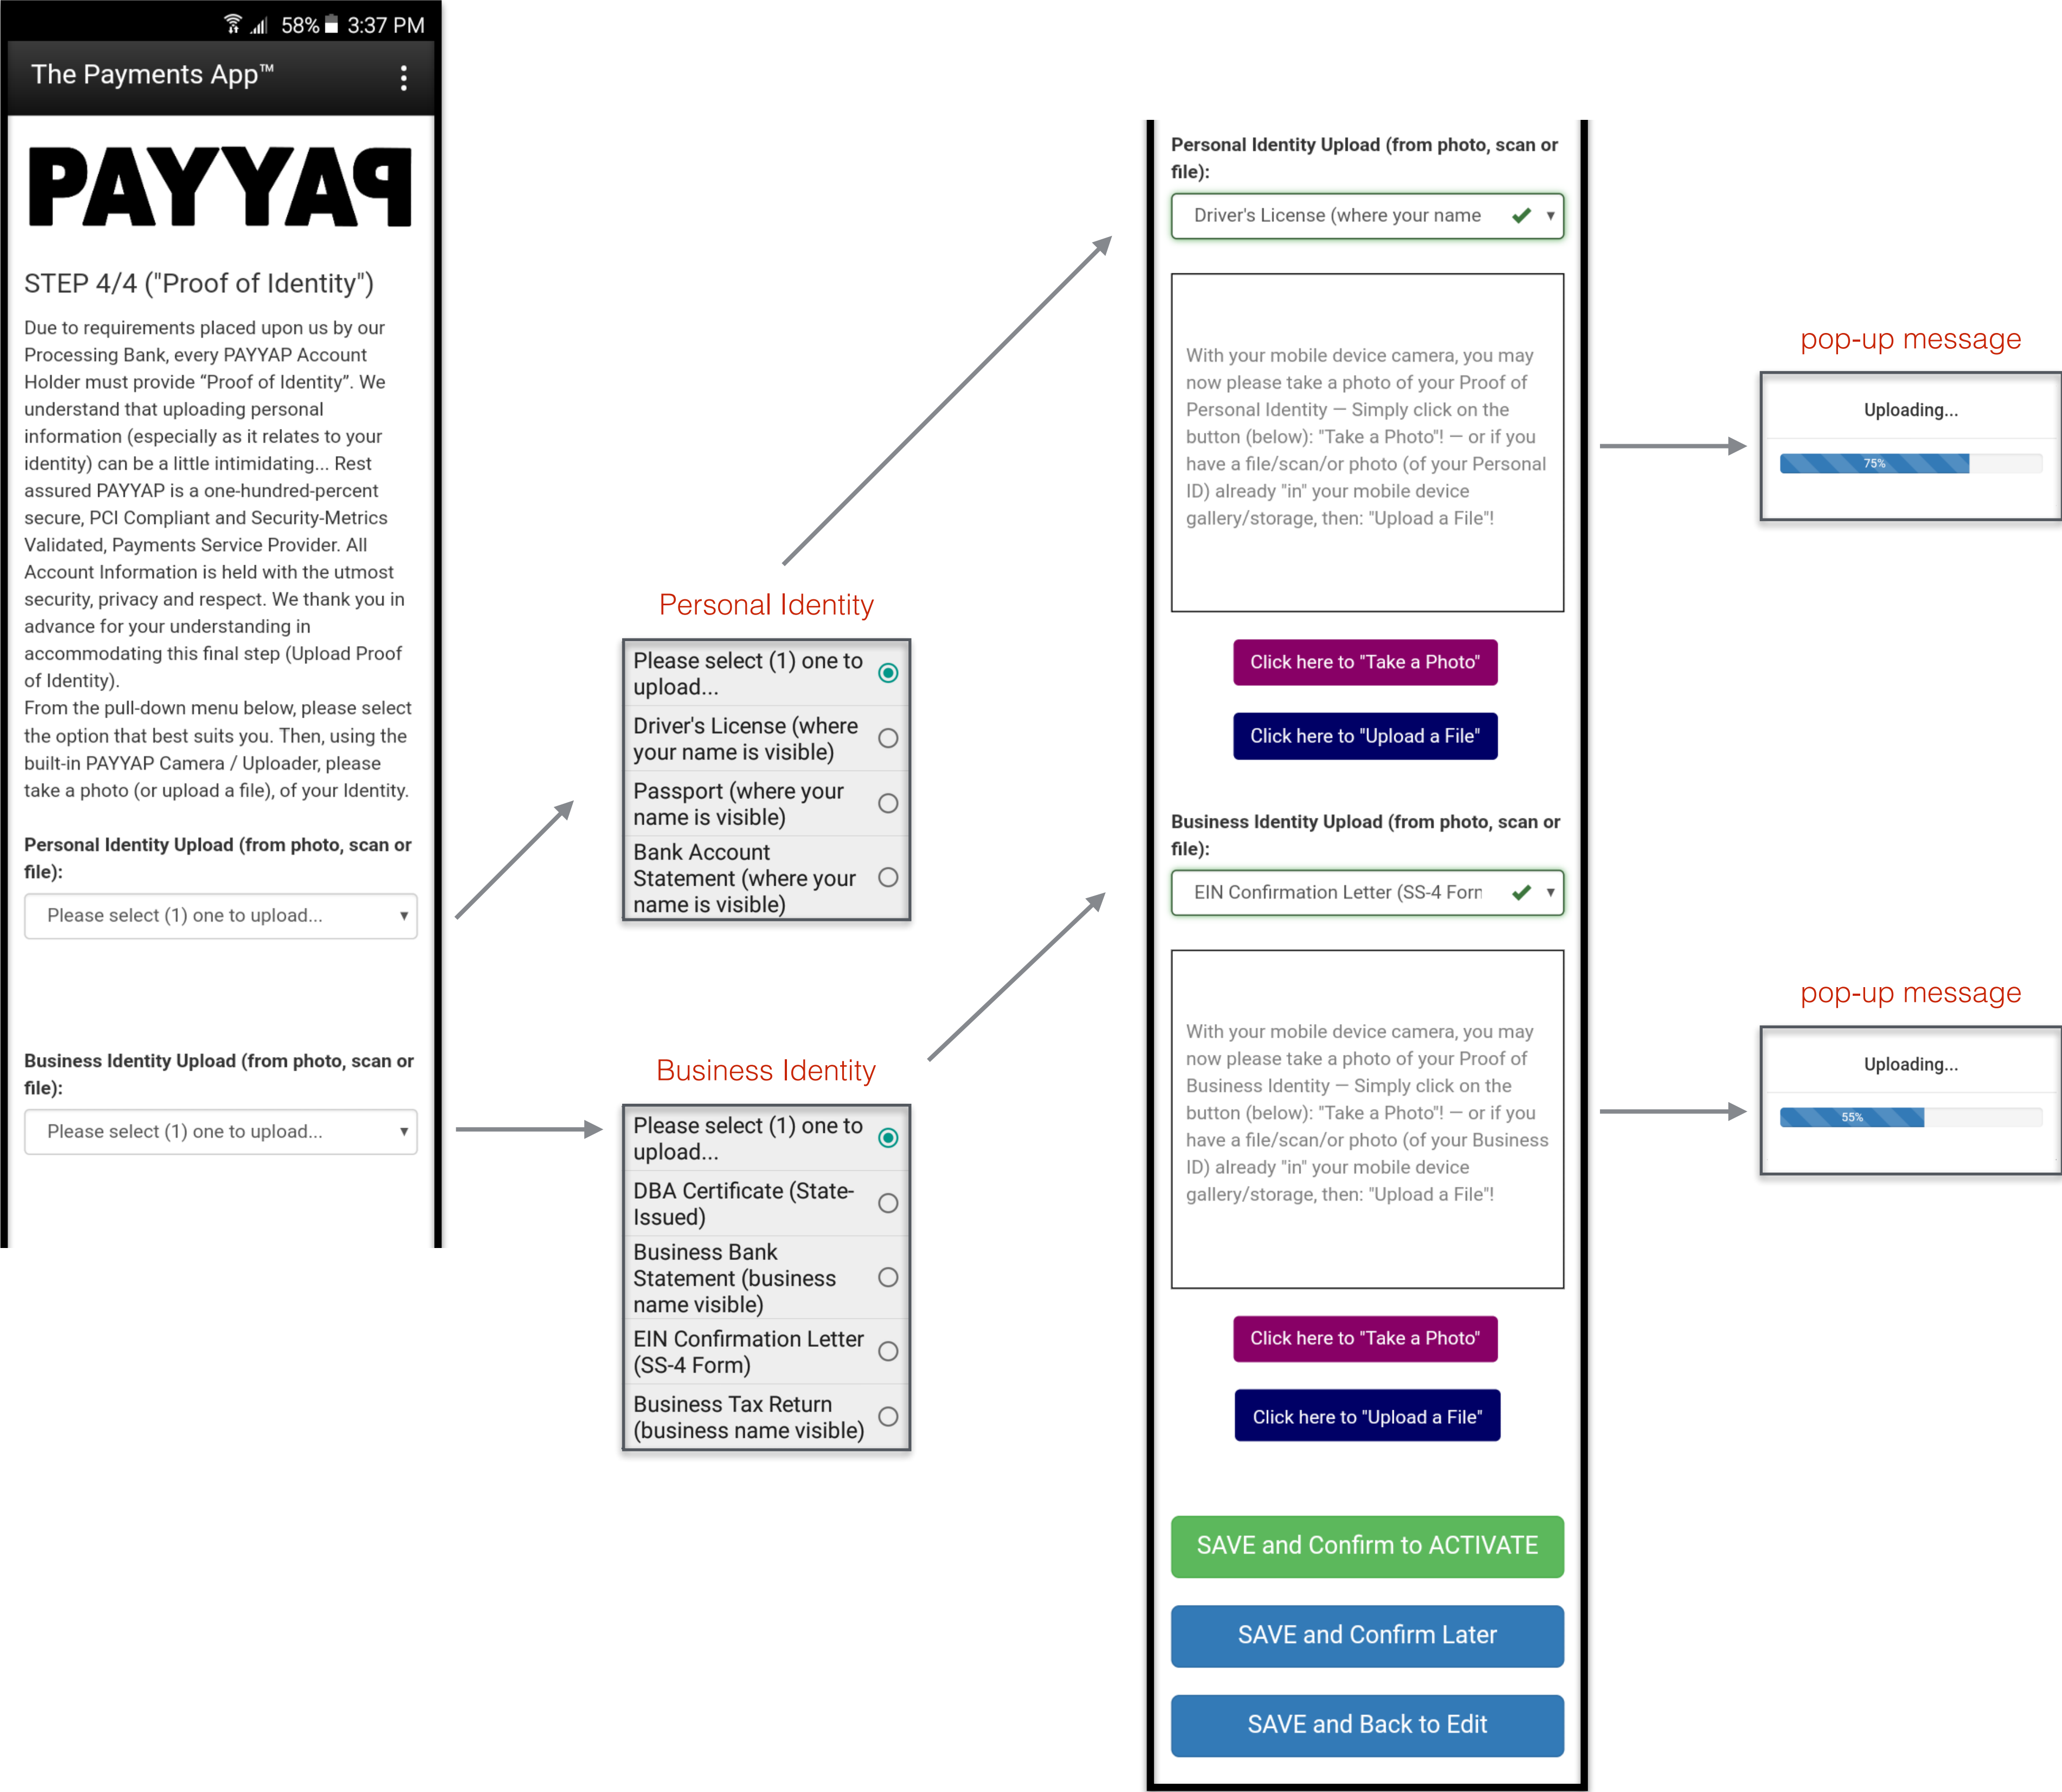 58% 3:37 PM
The Payments App™
PAYYAP
STEP 4/4 ("Proof of Identity")
Due to requirements placed upon us by our
Processing Bank, every PAYYAP Account
Holder must provide “Proof of Identity”. We
understand that uploading personal
information (especially as it relates to your
identity) can be a little intimidating... Rest
assured PAYYAP is a one-hundred-percent
secure, PCI Compliant and Security-Metrics
Validated, Payments Service Provider. All
Account Information is held with the utmost
security, privacy and respect. We thank you in
advance for your understanding in
accommodating this final step (Upload Proof
of Identity).
From the pull-down menu below, please select
the option that best suits you. Then, using the
built-in PAYYAP Camera / Uploader, please
take a photo (or upload a file), of your Identity.
Personal Identity Upload (from photo, scan or
file):
Please select (1) one to upload...
Business Identity Upload (from photo, scan or
file):
Please select (1) one to upload...
Personal Identity
Please select (1) one to
upload...
Driver's License (where
your name is visible)
Passport (where your
name is visible)
Bank Account
Statement (where your
name is visible)
Business Identity
Please select (1) one to
upload...
DBA Certificate (State-
Issued)
Business Bank
Statement (business
name visible)
EIN Confirmation Letter
(SS-4 Form)
Business Tax Return
(business name visible)
Personal Identity Upload (from photo, scan or
file):
Driver's License (where your name
With your mobile device camera, you may
now please take a photo of your Proof of
Personal Identity — Simply click on the
button (below): "Take a Photo"! — or if you
have a file/scan/or photo (of your Personal
ID) already "in" your mobile device
gallery/storage, then: "Upload a File"!
Click here to "Take a Photo"
Click here to "Upload a File"
Business Identity Upload (from photo, scan or
file):
EIN Confirmation Letter (SS-4 Form
With your mobile device camera, you may
now please take a photo of your Proof of
Business Identity — Simply click on the
button (below): "Take a Photo"! — or if you
have a file/scan/or photo (of your Business
ID) already "in" your mobile device
gallery/storage, then: "Upload a File"!
Click here to "Take a Photo"
Click here to "Upload a File"
SAVE and Confirm to ACTIVATE
SAVE and Confirm Later
SAVE and Back to Edit
pop-up message
Uploading...
75%
pop-up message
Uploading...
55%